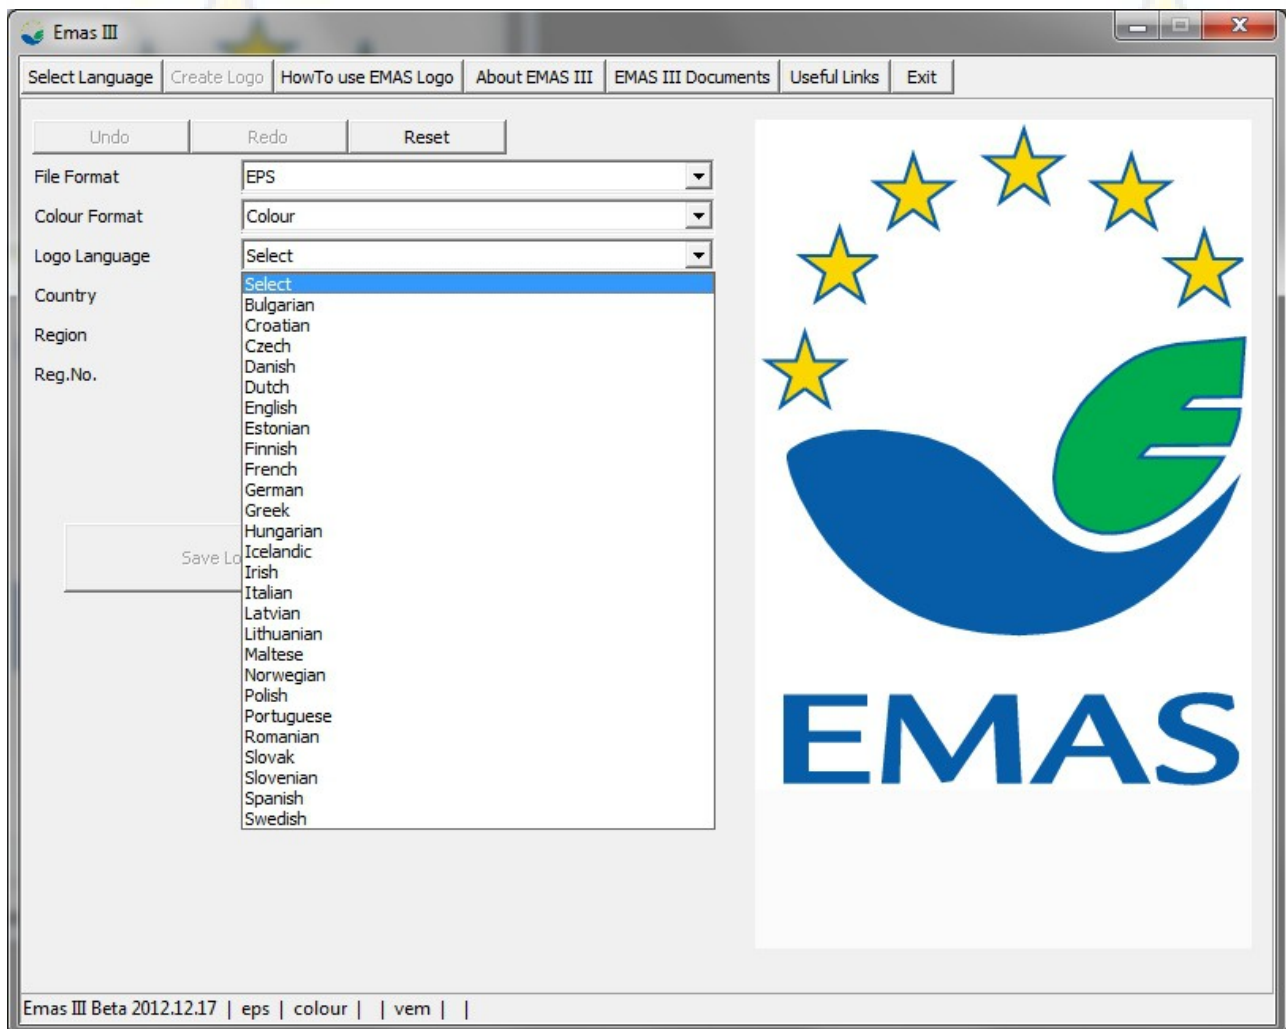 Emas III
Select Language Create Logo HowTo use EMAS Logo About EMAS III EMAS III Documents Useful Links Exit
Undo Redo Reset
File Format EPS
Colour Format Colour
Logo Language Select
Select
Bulgarian
Country
Croatian
Region
Czech
Danish
Reg.No.
Dutch
English
Estonian
Finnish
French
German
Greek
Hungarian
Save Lo
Icelandic
Irish
Italian
Latvian
Lithuanian
Maltese
Norwegian
Polish
Portuguese
Romanian
Slovak
Slovenian
Spanish
Swedish
E
EMAS
Emas III Beta 2012.12.17 | eps | colour | | vem | |